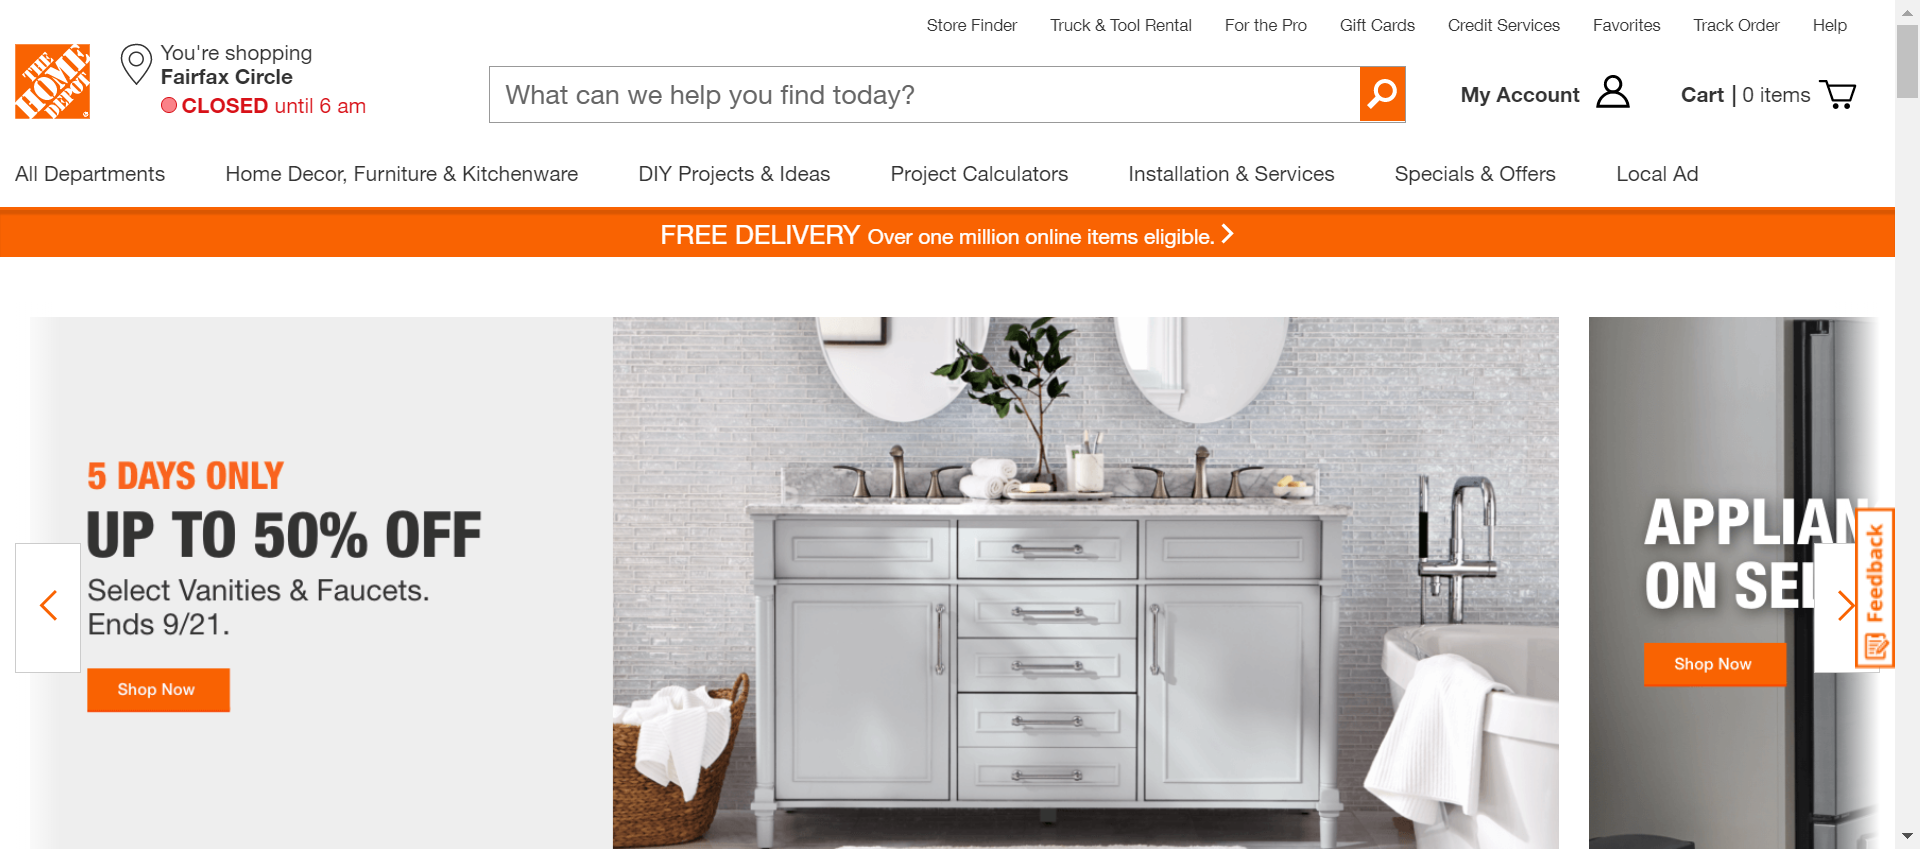 Store Finder
Truck & Tool Rental
For the Pro
Gift Cards
Credit Services
Favorites
Track Order
Help
THE
HOME
DEPOT
You're shopping
Fairfax Circle
CLOSED until 6 am
What can we help you find today?
My Account
Cart | 0 items
All Departments
Home Decor, Furniture & Kitchenware
DIY Projects & Ideas
Project Calculators
Installation & Services
Specials & Offers
Local Ad
FREE DELIVERY Over one million online items eligible.
5 DAYS ONLY
UP TO 50% OFF
Select Vanities & Faucets.
Ends 9/21.
Shop Now
APPLIAN
ON SEL
Shop Now
Feedback